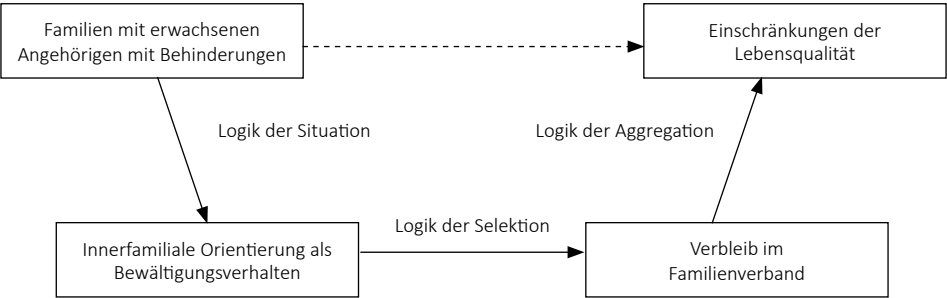 Familien mit erwachsenen
Angehörigen mit Behinderungen
Einschränkungen der
Lebensqualität
Logik der Situation
Logik der Aggregation
Logik der Selektion
Innerfamiliale Orientierung als
Bewältigungsverhalten
Verbleib im
Familienverband